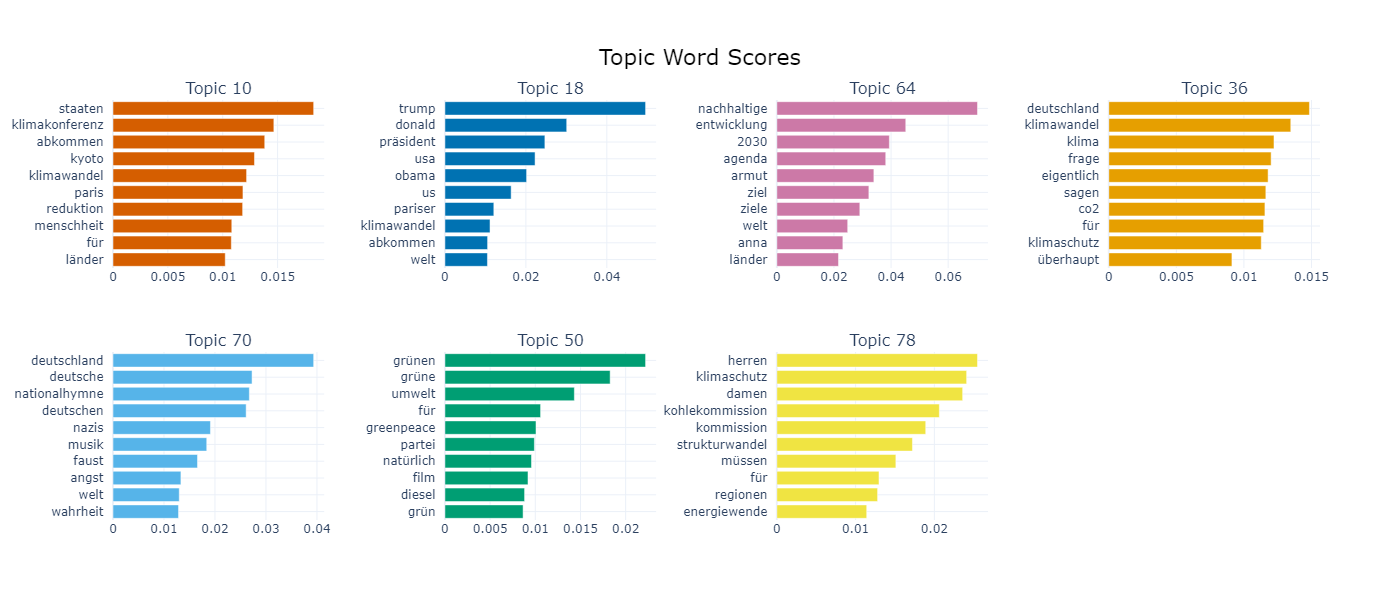 Topic Word Scores
Topic 10
staaten
klimakonferenz
abkommen
kyoto
klimawandel
paris
reduktion
menschheit
für
länder
0 0.005 0.01 0.015
Topic 18
trump
donald
präsident
usa
obama
us
pariser
klimawandel
abkommen
welt
0 0.02 0.04
Topic 64
nachhaltige
entwicklung
2030
agenda
armut
ziel
ziele
welt
anna
länder
0 0.02 0.04 0.06
Topic 36
deutschland
klimawandel
klima
frage
eigentlich
sagen
co2
für
klimaschutz
überhaupt
0 0.005 0.01 0.015
Topic 70
deutschland
deutsche
nationalhymne
deutschen
nazis
musik
faust
angst
welt
wahrheit
0 0.01 0.02 0.03 0.04
Topic 50
grünen
grüne
umwelt
für
greenpeace
partei
natürlich
film
diesel
grün
0 0.005 0.01 0.015 0.02
Topic 78
herren
klimaschutz
damen
kohlekommission
kommission
strukturwandel
müssen
für
regionen
energiewende
0 0.01 0.02